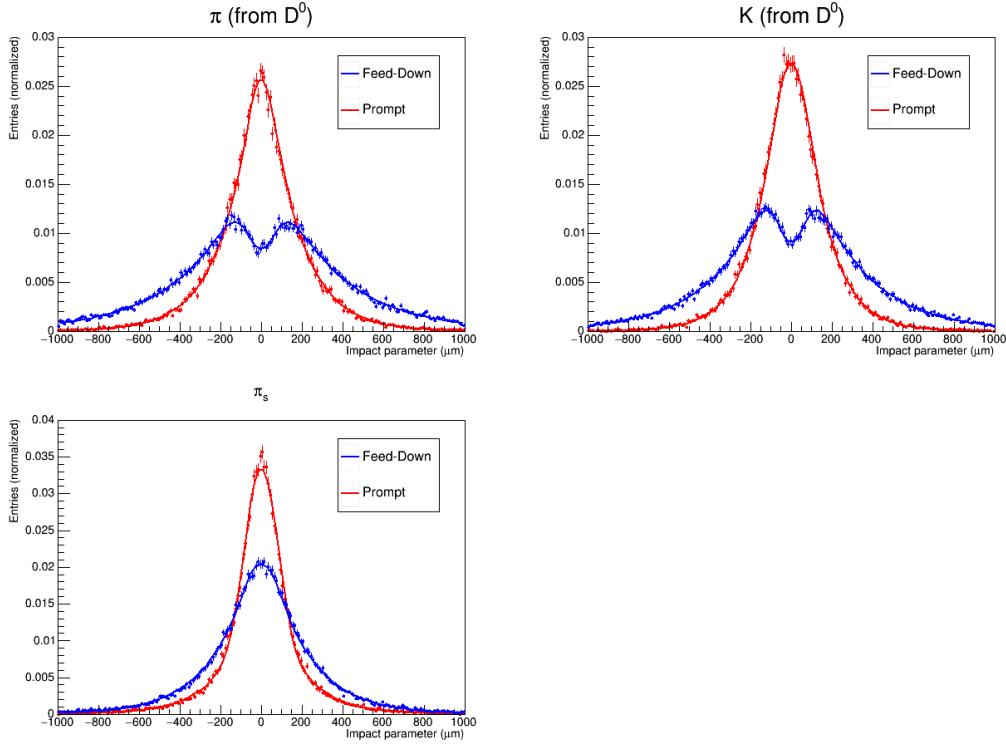 π (from D⁰)
Entries (normalized)
0.03
0.025
0.02
0.015
0.01
0.005
0
Feed-Down
Prompt
−1000 −800 −600 −400 −200 0 200 400 600 800 1000
Impact parameter (μm)
K (from D⁰)
Entries (normalized)
0.03
0.025
0.02
0.015
0.01
0.005
0
Feed-Down
Prompt
−1000 −800 −600 −400 −200 0 200 400 600 800 1000
Impact parameter (μm)
πₛ
Entries (normalized)
0.04
0.035
0.03
0.025
0.02
0.015
0.01
0.005
0
Feed-Down
Prompt
−1000 −800 −600 −400 −200 0 200 400 600 800 1000
Impact parameter (μm)